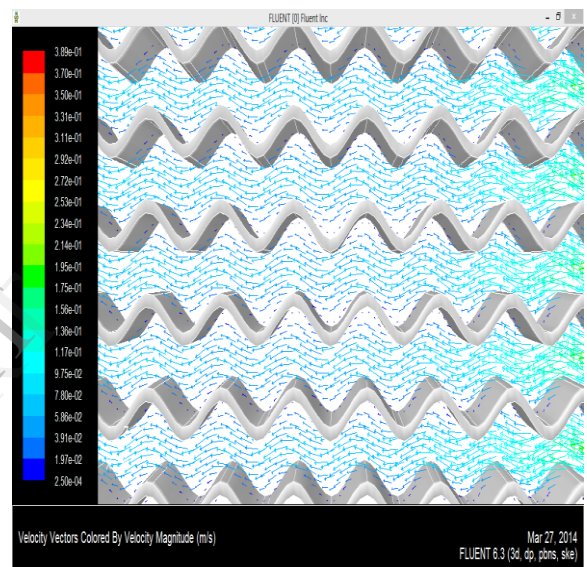 FLUENT [0] Fluent Inc
3.89e-01
3.70e-01
3.50e-01
3.31e-01
3.11e-01
2.92e-01
2.72e-01
2.53e-01
2.34e-01
2.14e-01
1.95e-01
1.75e-01
1.56e-01
1.36e-01
1.17e-01
9.75e-02
7.80e-02
5.86e-02
3.91e-02
1.97e-02
2.50e-04
Velocity Vectors Colored By Velocity Magnitude (m/s)
Mar 27, 2014
FLUENT 6.3 (3d, dp, pbns, ske)